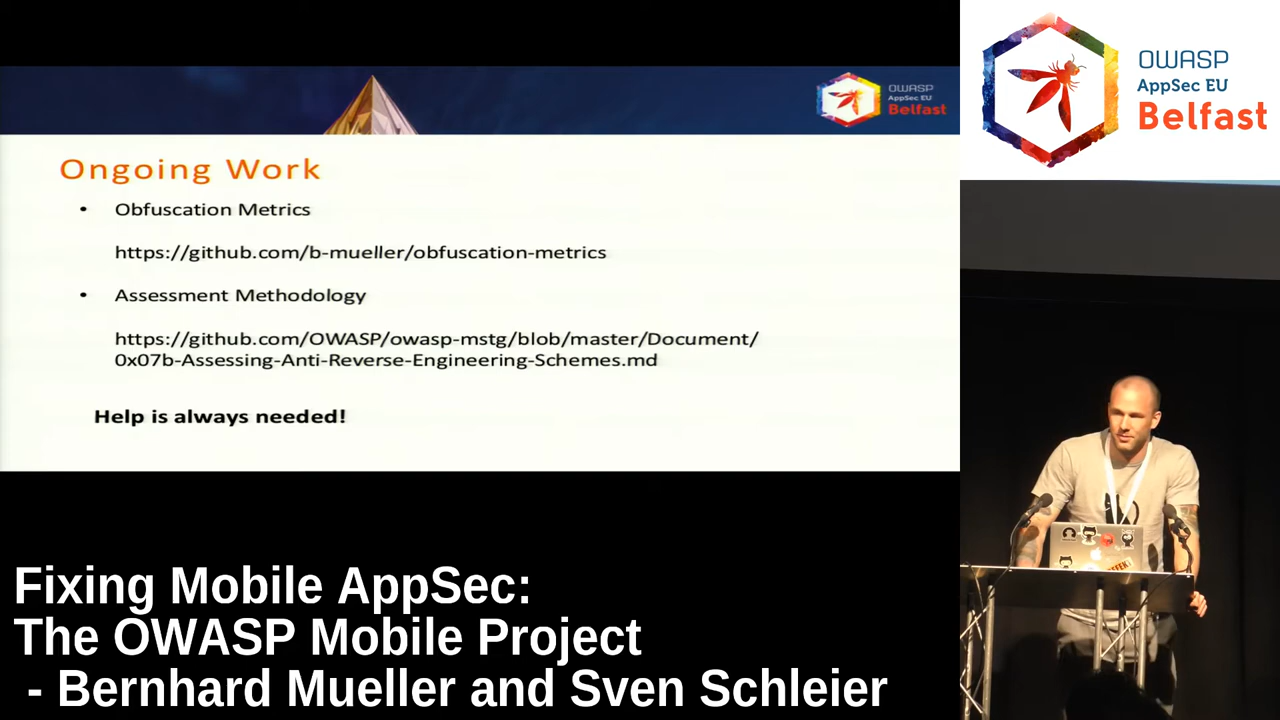 OWASP
AppSec EU
Belfast
Ongoing Work
• Obfuscation Metrics
https://github.com/b-mueller/obfuscation-metrics
• Assessment Methodology
https://github.com/OWASP/owasp-mstg/blob/master/Document/
0x07b-Assessing-Anti-Reverse-Engineering-Schemes.md
Help is always needed!
OWASP
AppSec EU
Belfast
Fixing Mobile AppSec:
The OWASP Mobile Project
- Bernhard Mueller and Sven Schleier